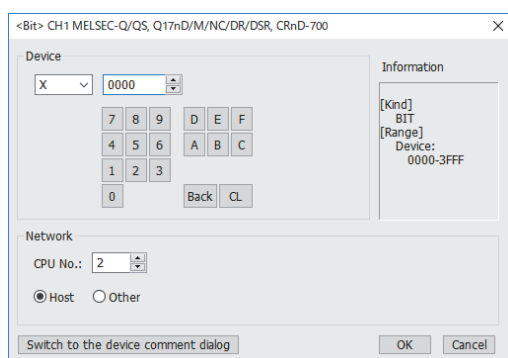 <Bit> CH1 MELSEC-Q/QS, Q17nD/M/NC/DR/DSR, CRnD-700
Device
X 0000
7 8 9 D E F
4 5 6 A B C
1 2 3
0 Back CL
Information
[Kind]
BIT
[Range]
Device:
0000-3FFF
Network
CPU No.: 2
Host Other
Switch to the device comment dialog OK Cancel